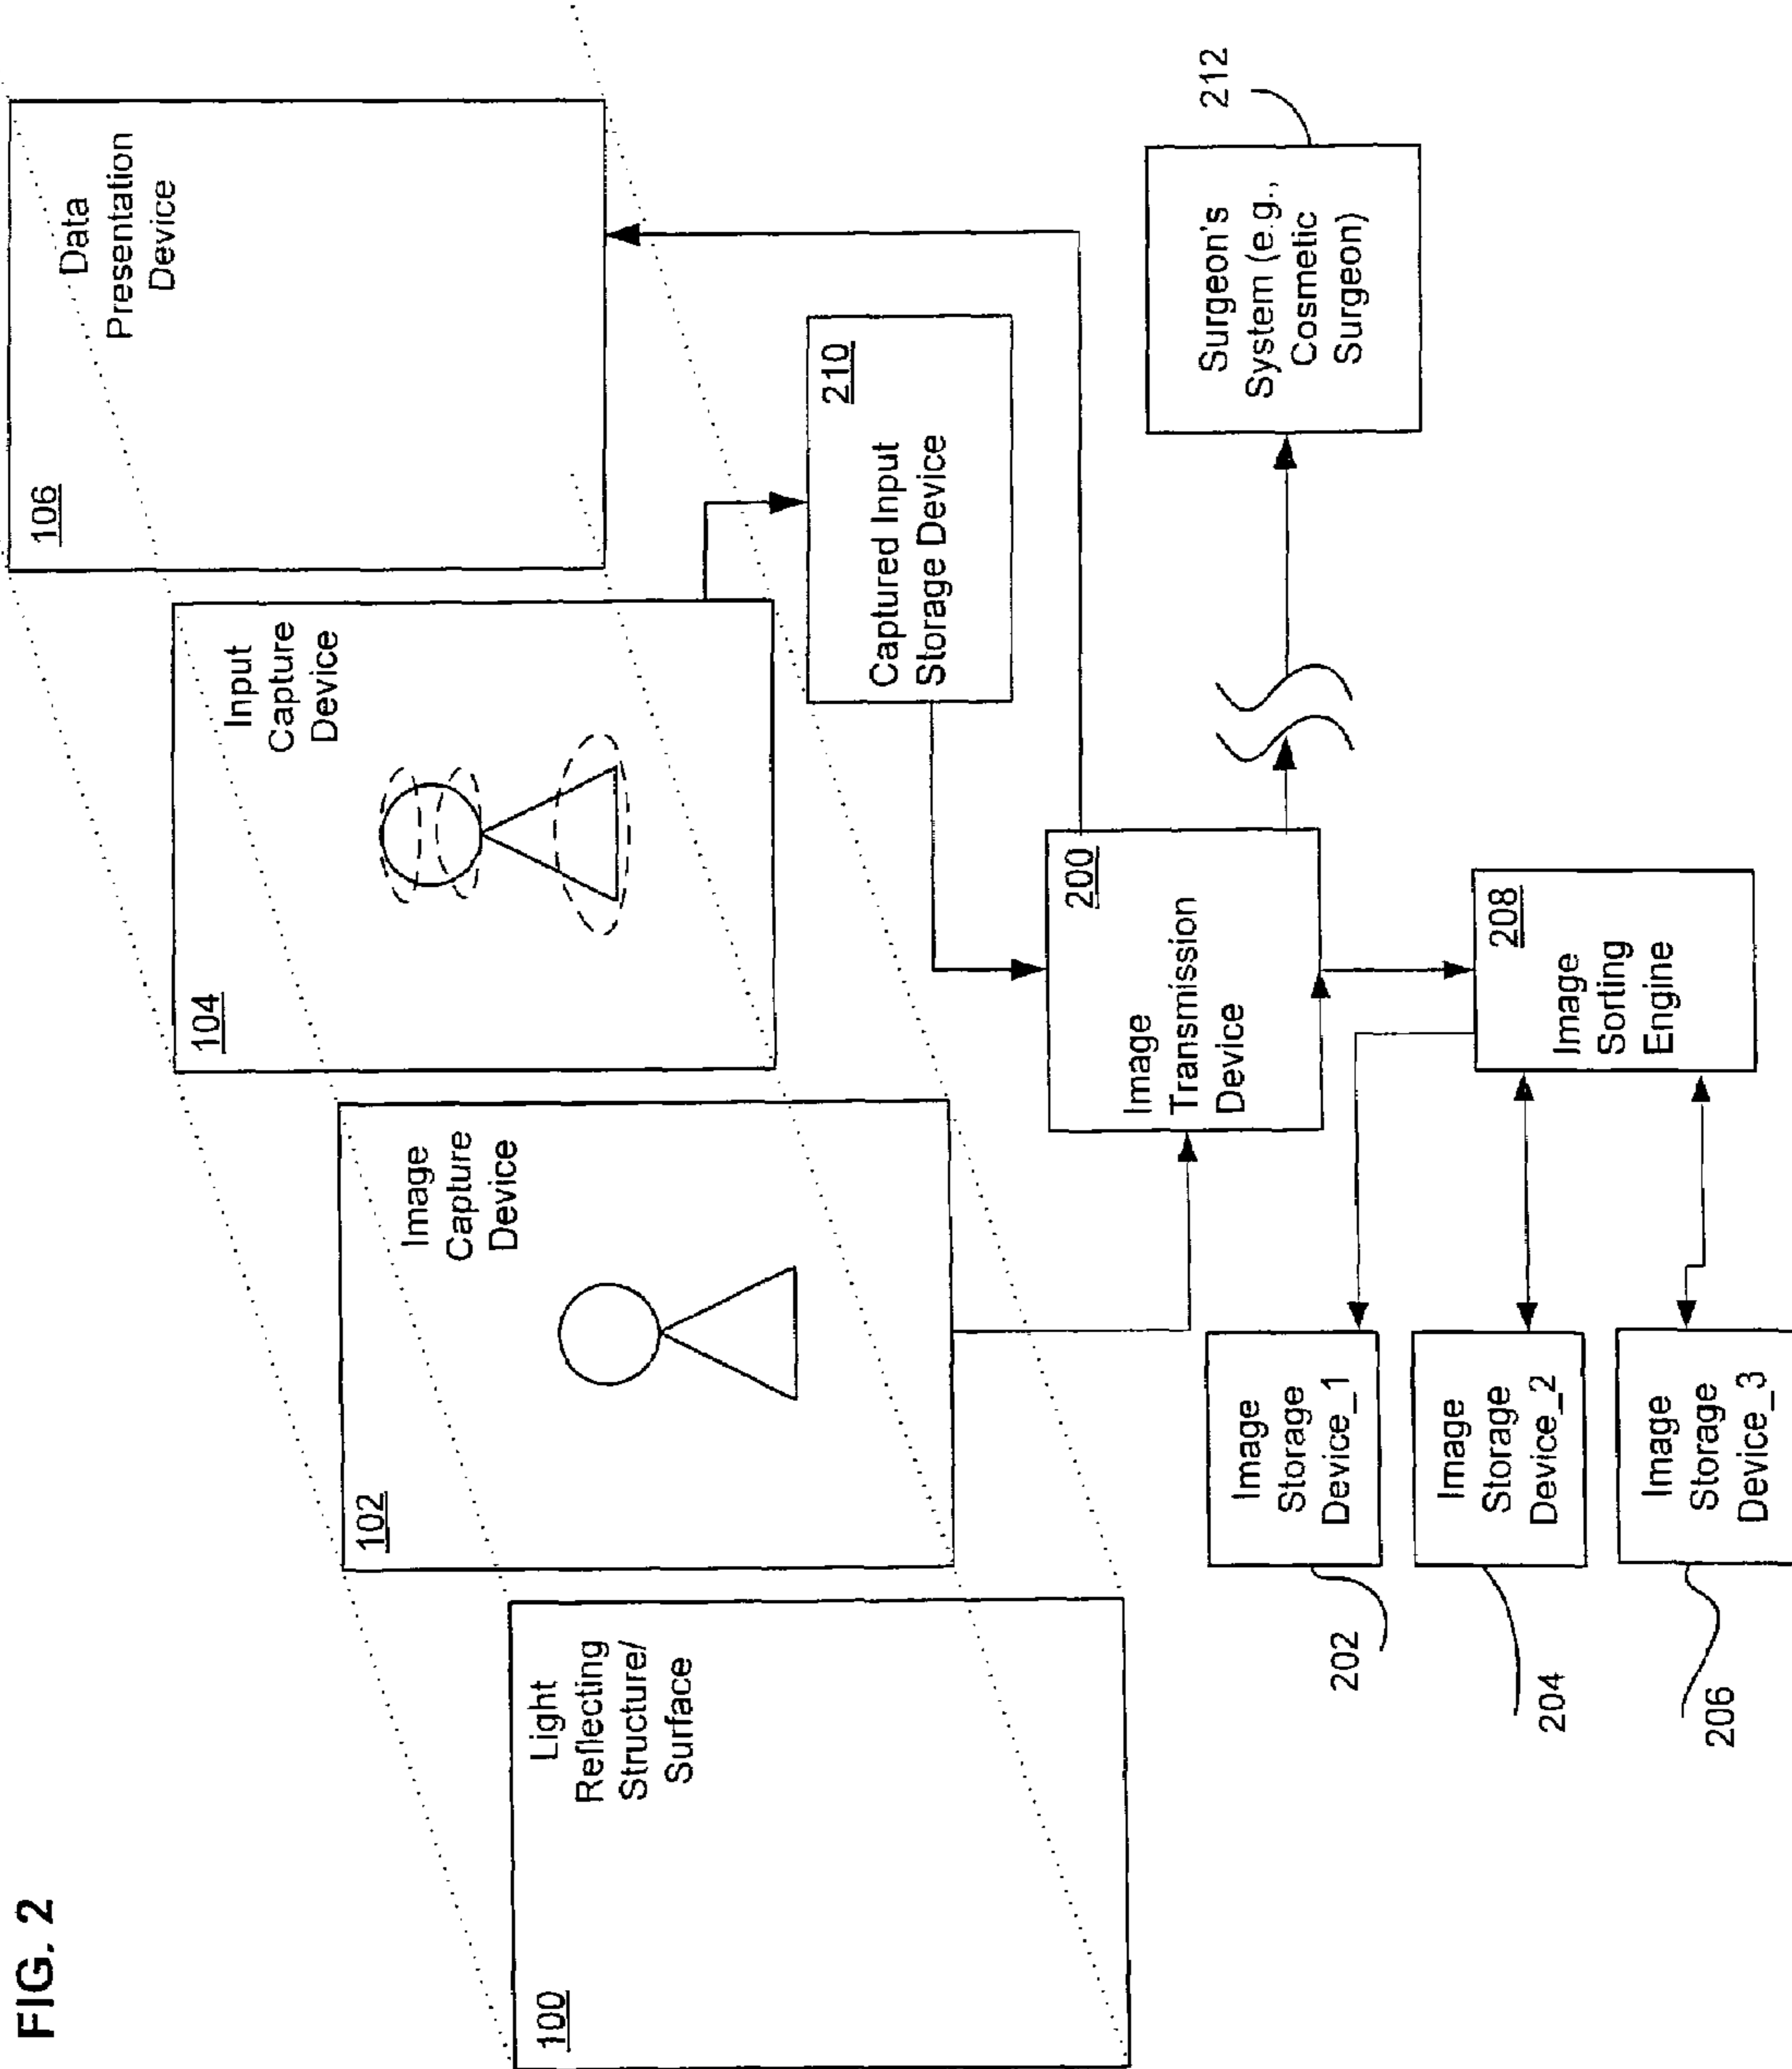 FIG. 2
100
Light
Reflecting
Structure/
Surface
102
Image
Capture
Device
104
Input
Capture
Device
106
Data
Presentation
Device
210
Captured Input
Storage Device
200
Image
Transmission
Device
Surgeon's
System (e.g.,
Cosmetic
Surgeon)
212
208
Image
Sorting
Engine
Image
Storage
Device_1
202
Image
Storage
Device_2
204
Image
Storage
Device_3
206